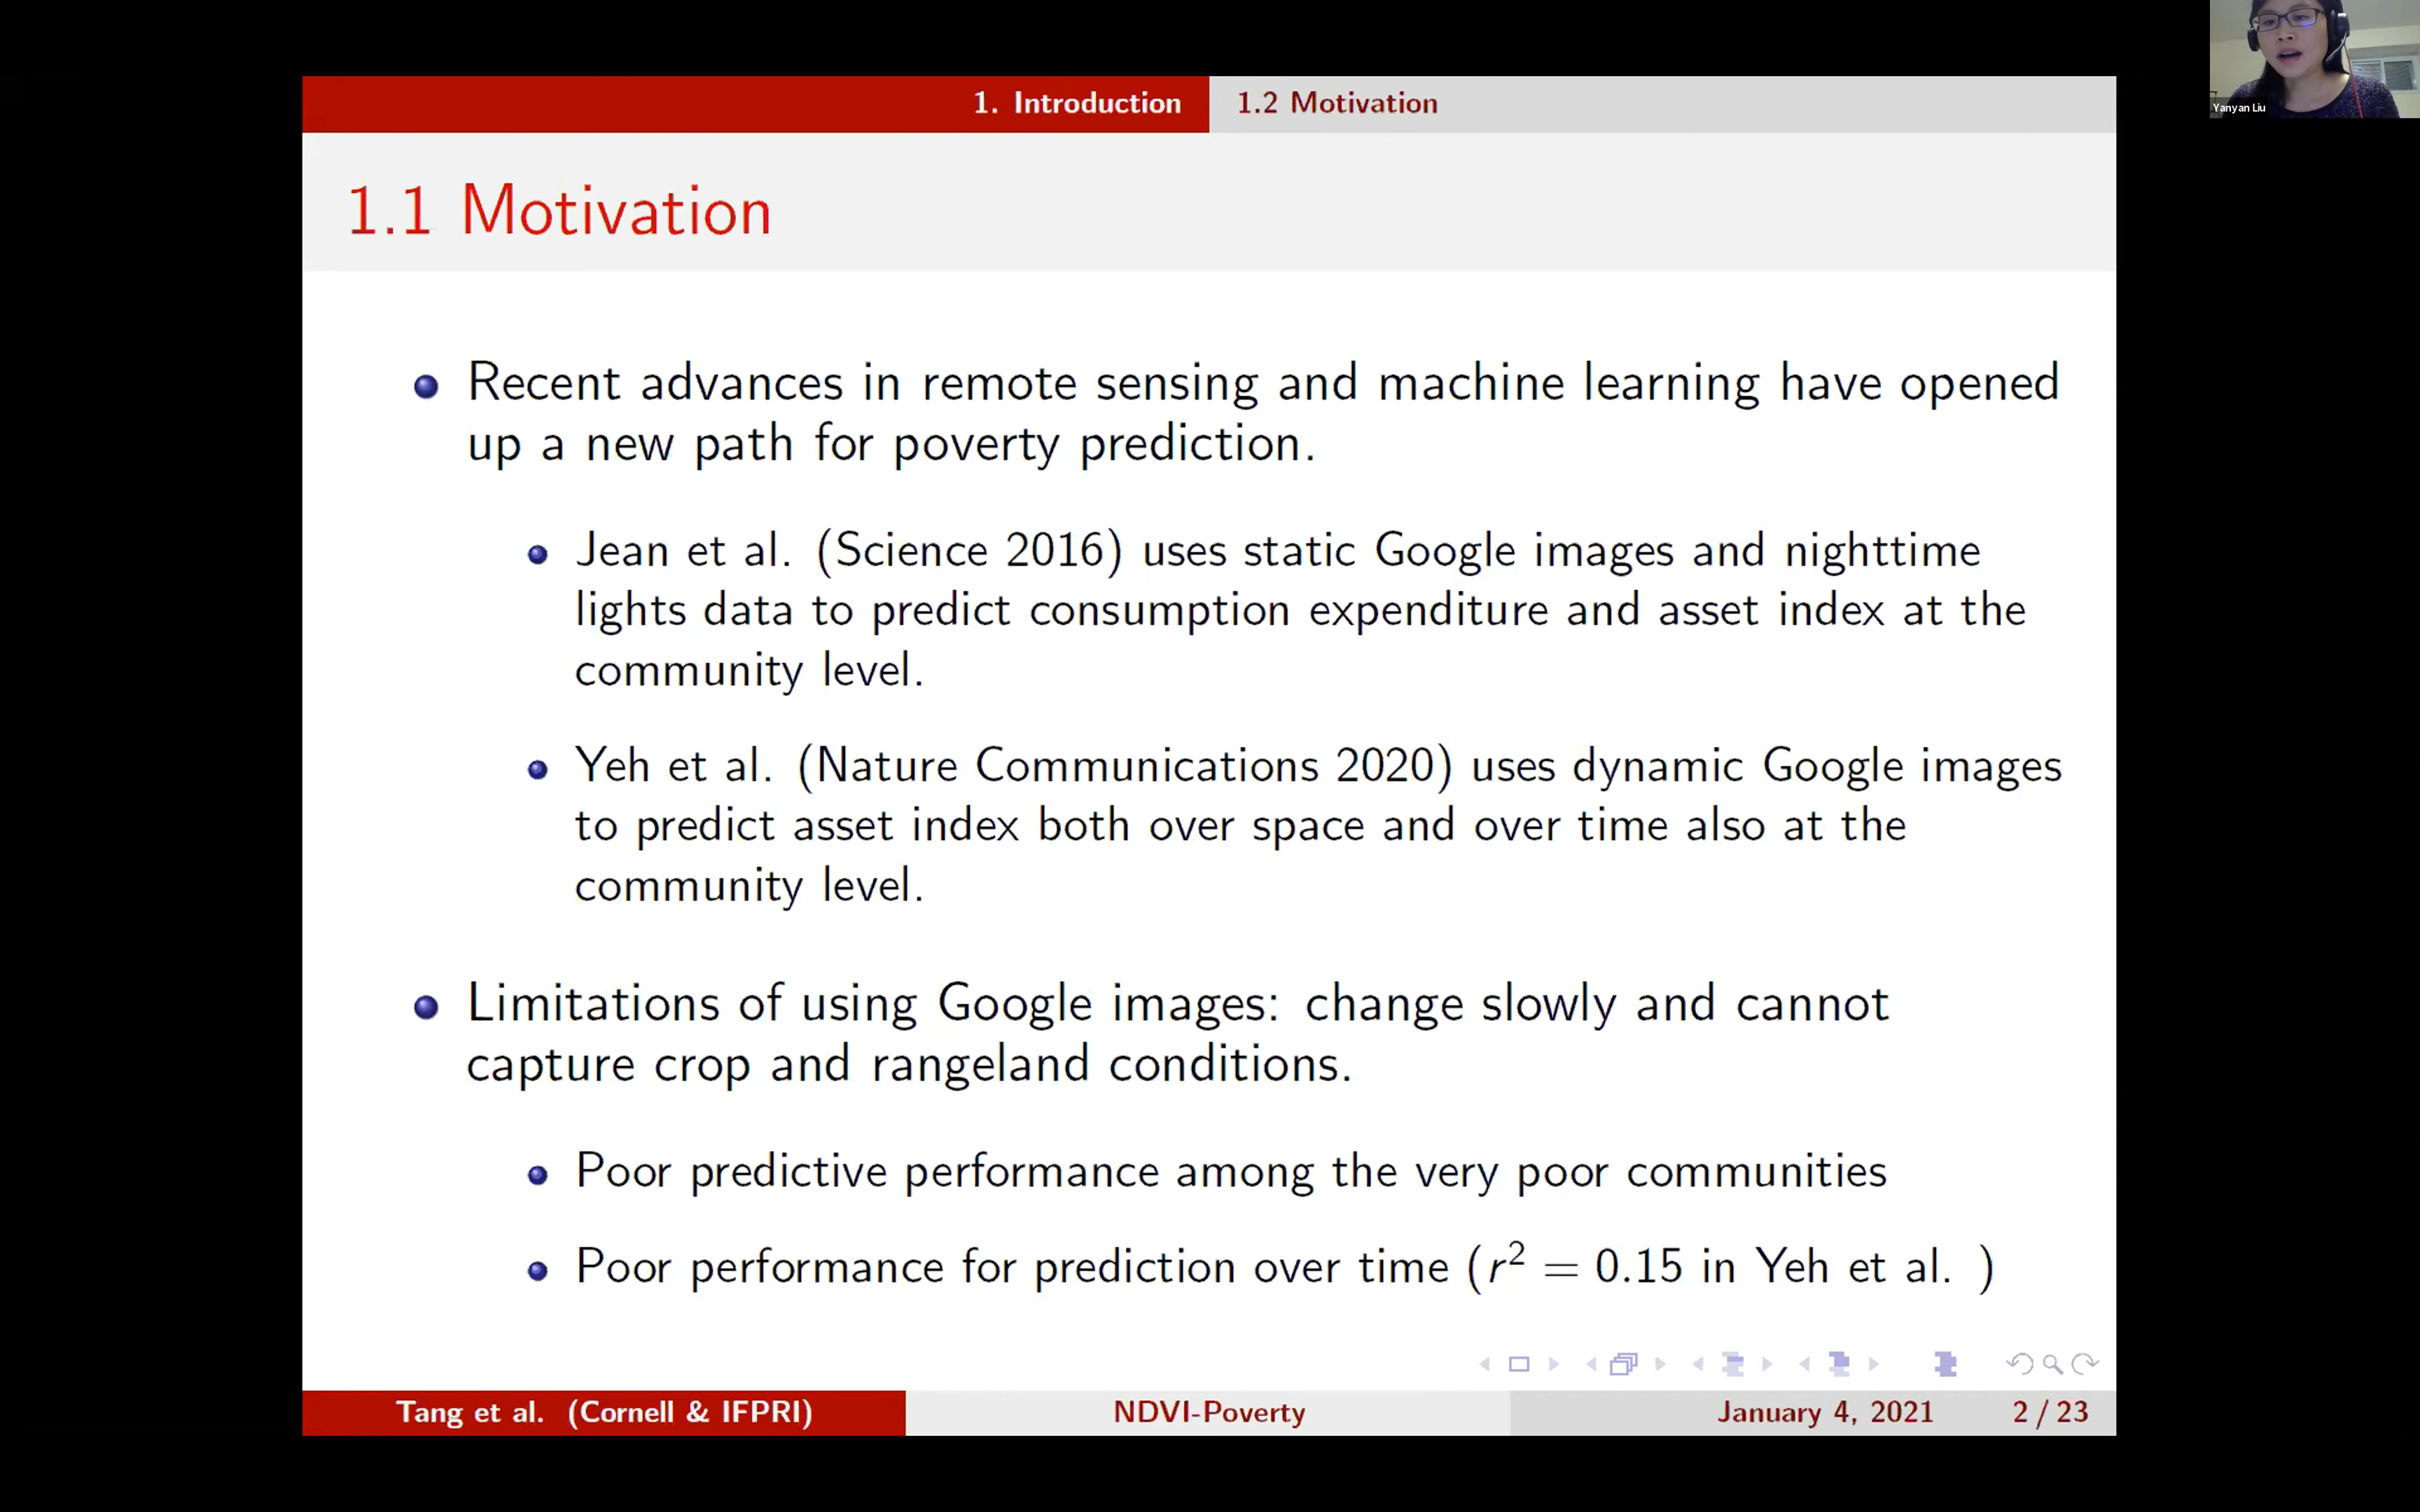 Yanyan Liu
1. Introduction
1.2 Motivation
1.1 Motivation
Recent advances in remote sensing and machine learning have opened
up a new path for poverty prediction.
Jean et al. (Science 2016) uses static Google images and nighttime
lights data to predict consumption expenditure and asset index at the
community level.
Yeh et al. (Nature Communications 2020) uses dynamic Google images
to predict asset index both over space and over time also at the
community level.
Limitations of using Google images: change slowly and cannot
capture crop and rangeland conditions.
Poor predictive performance among the very poor communities
Poor performance for prediction over time (r² = 0.15 in Yeh et al. )
Tang et al. (Cornell & IFPRI)
NDVI-Poverty
January 4, 2021
2 / 23